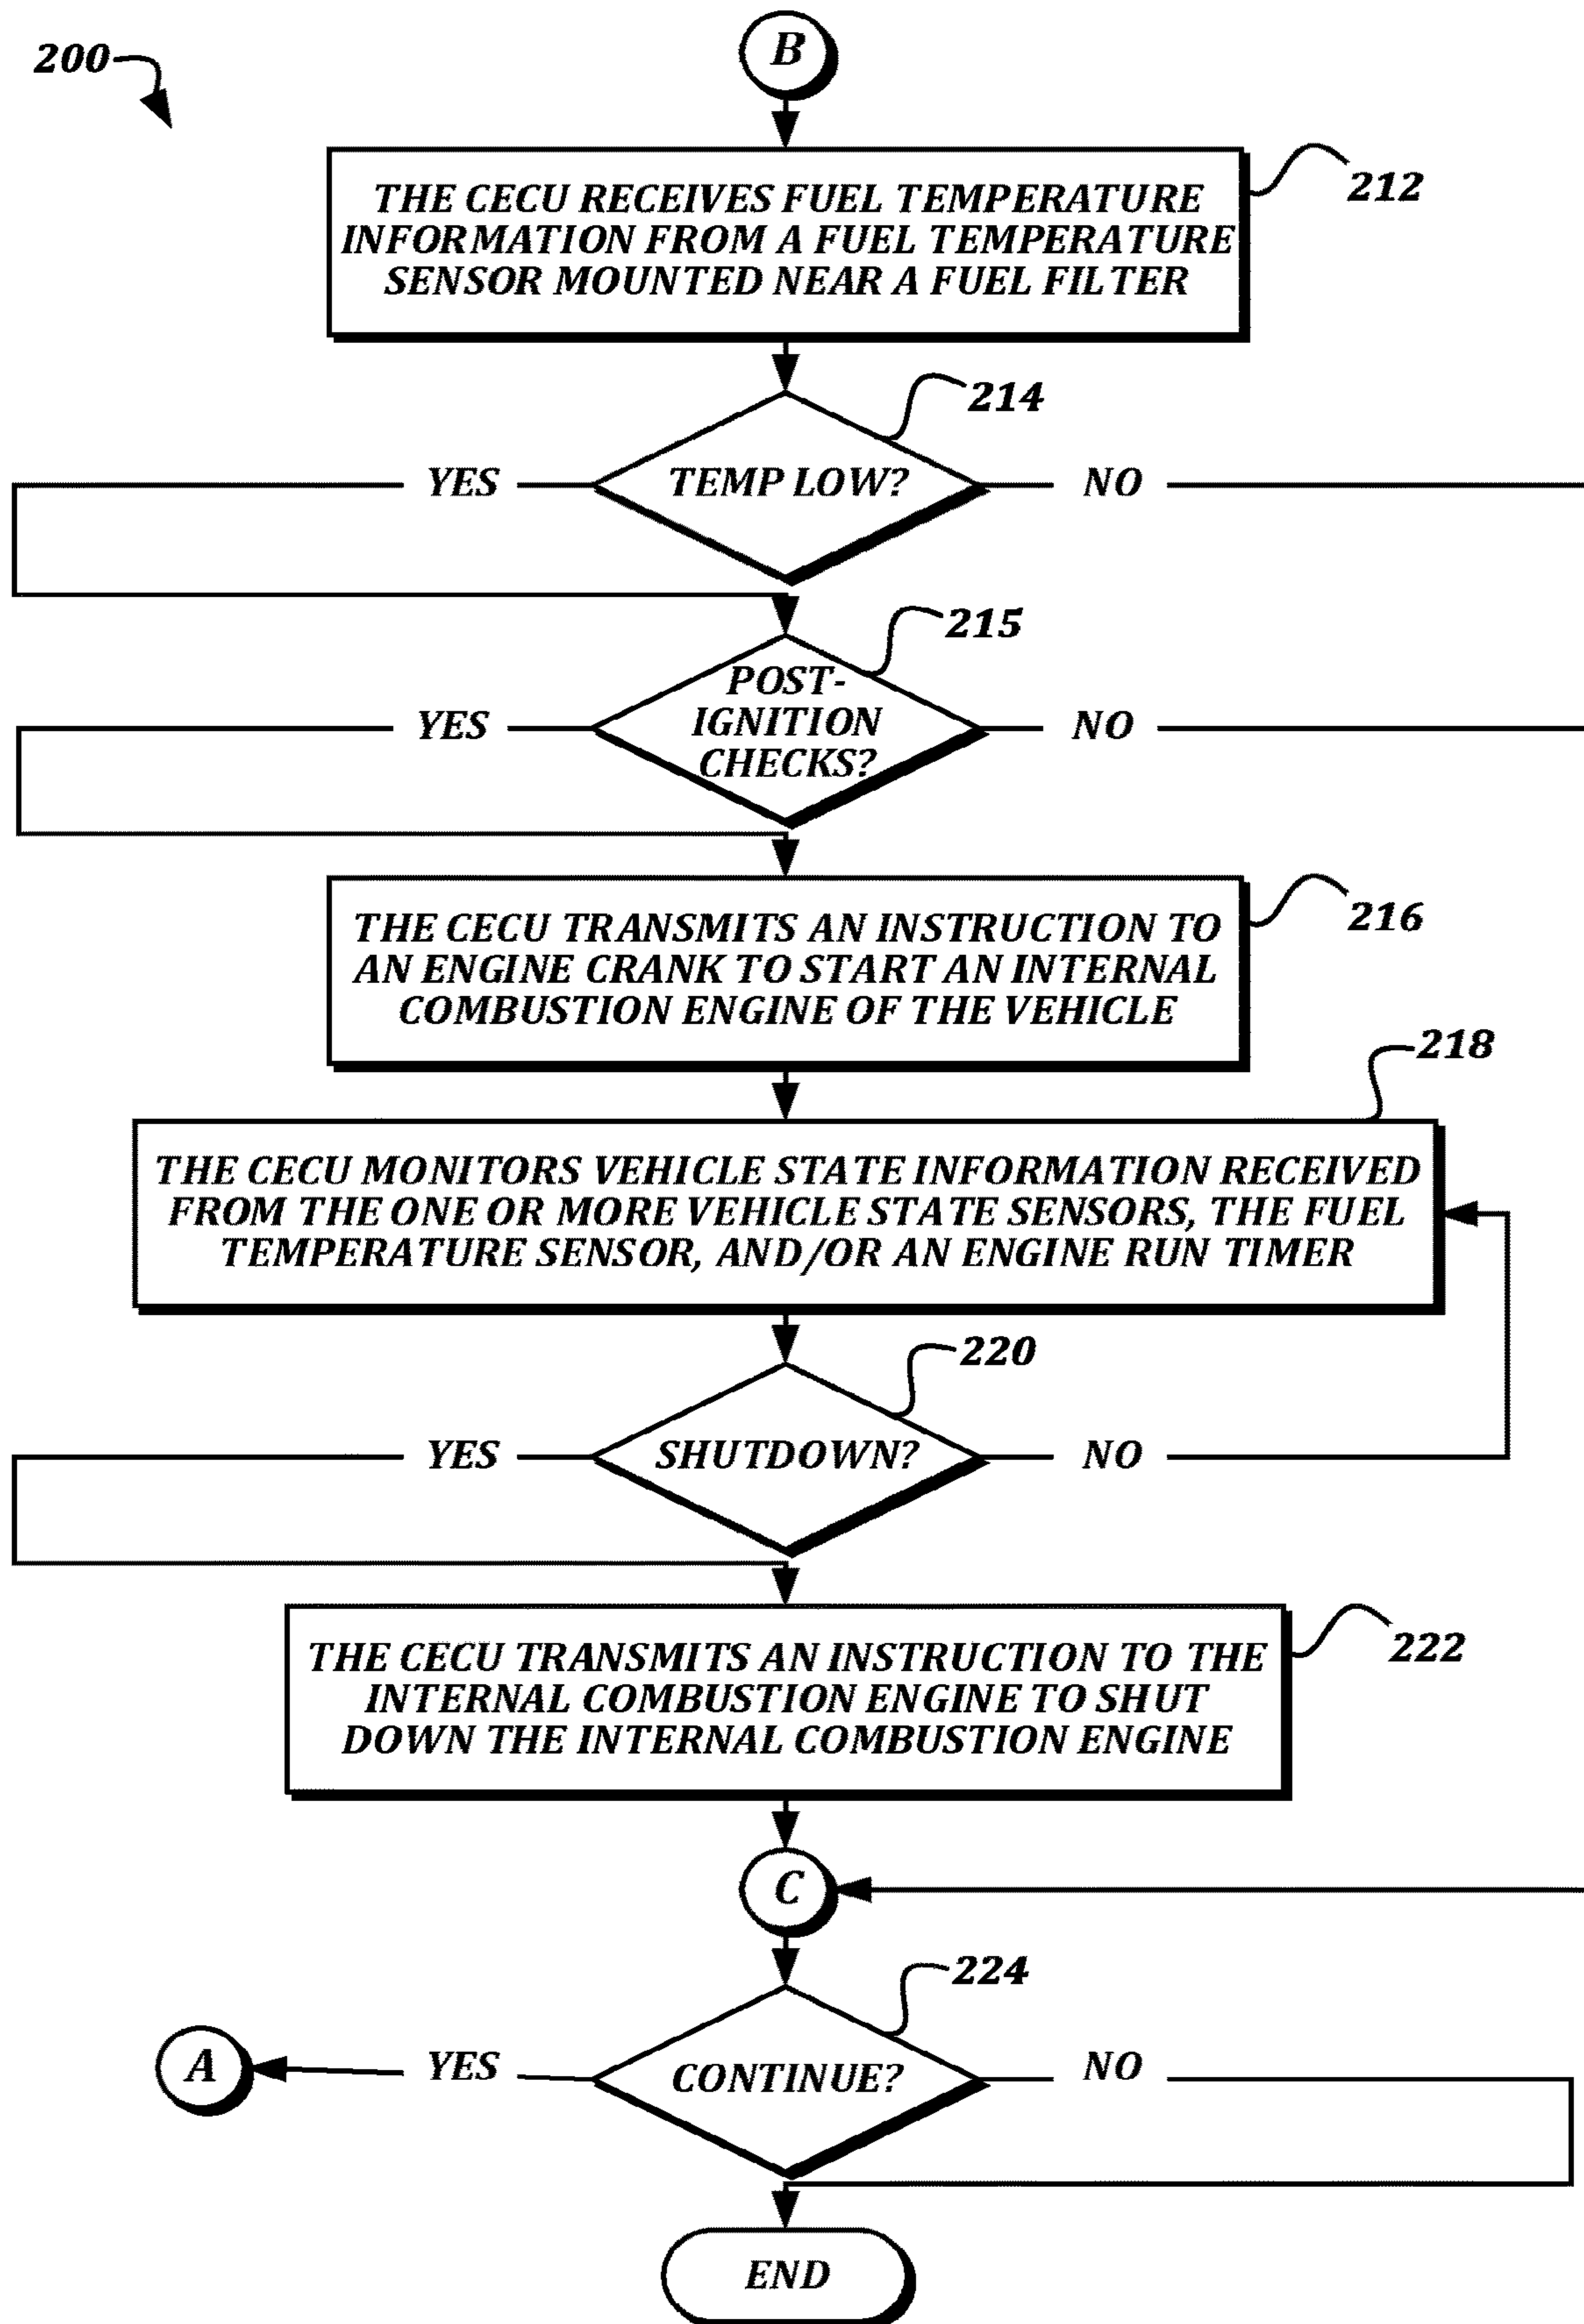 200
B
212
THE CECU RECEIVES FUEL TEMPERATURE
INFORMATION FROM A FUEL TEMPERATURE
SENSOR MOUNTED NEAR A FUEL FILTER
214
YES
TEMP LOW?
NO
215
YES
POST-
IGNITION
CHECKS?
NO
216
THE CECU TRANSMITS AN INSTRUCTION TO
AN ENGINE CRANK TO START AN INTERNAL
COMBUSTION ENGINE OF THE VEHICLE
218
THE CECU MONITORS VEHICLE STATE INFORMATION RECEIVED
FROM THE ONE OR MORE VEHICLE STATE SENSORS, THE FUEL
TEMPERATURE SENSOR, AND/OR AN ENGINE RUN TIMER
220
YES
SHUTDOWN?
NO
222
THE CECU TRANSMITS AN INSTRUCTION TO THE
INTERNAL COMBUSTION ENGINE TO SHUT
DOWN THE INTERNAL COMBUSTION ENGINE
C
224
A
YES
CONTINUE?
NO
END